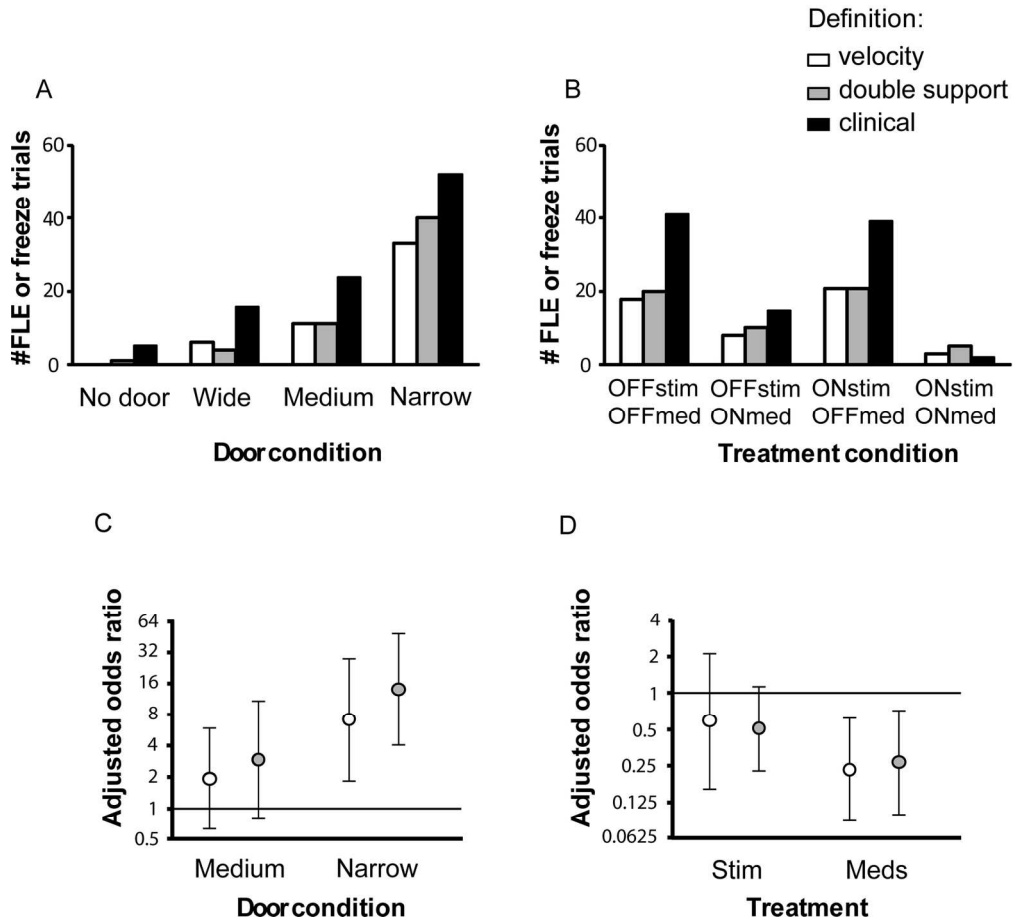 Definition:
velocity
double support
clinical
A
#FLE or freeze trials
60
40
20
0
No door Wide Medium Narrow
Door condition
B
# FLE or freeze trials
60
40
20
0
OFFstim OFFstim ONstim ONstim
OFFmed ONmed OFFmed ONmed
Treatment condition
C
Adjusted odds ratio
64
32
16
8
4
2
1
0.5
Medium Narrow
Door condition
D
Adjusted odds ratio
4
2
1
0.5
0.25
0.125
0.0625
Stim Meds
Treatment